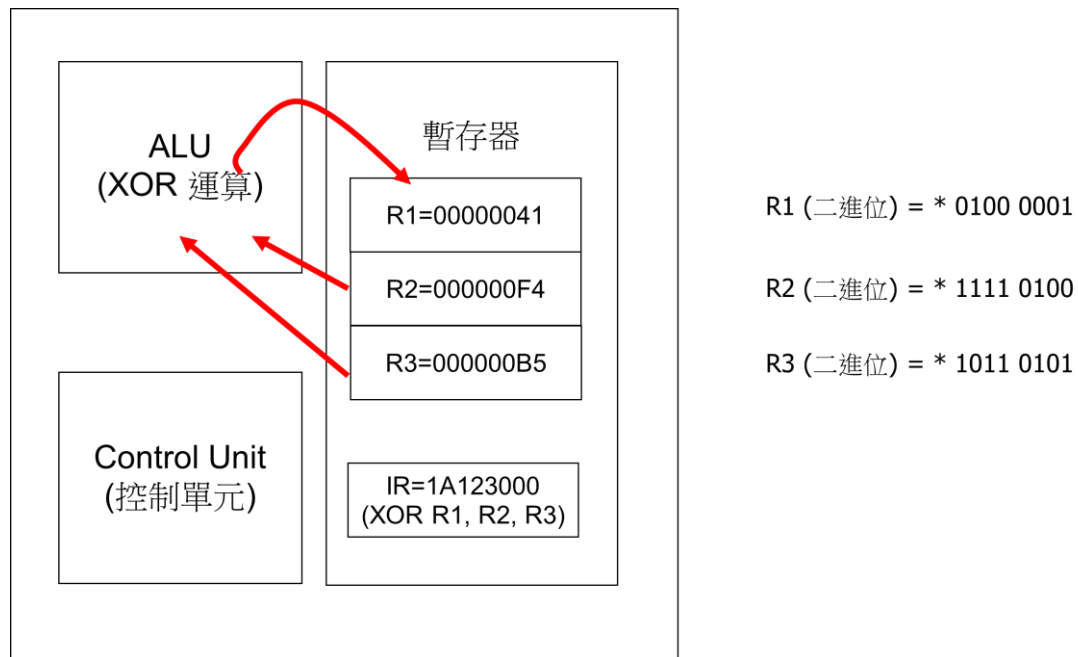 ALU
(XOR 運算)
暫存器
R1=00000041
R2=000000F4
R3=000000B5
Control Unit
(控制單元)
IR=1A123000
(XOR R1, R2, R3)
R1 (二進位) = * 0100 0001
R2 (二進位) = * 1111 0100
R3 (二進位) = * 1011 0101